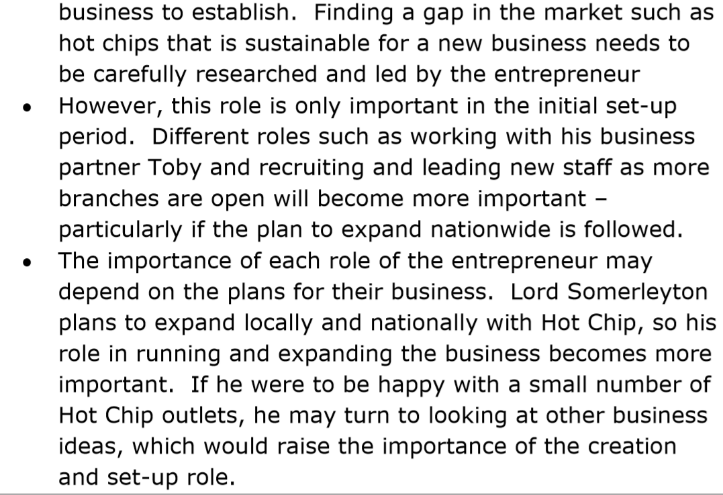 business to establish.  Finding a gap in the market such as
hot chips that is sustainable for a new business needs to
be carefully researched and led by the entrepreneur
• However, this role is only important in the initial set-up
period.  Different roles such as working with his business
partner Toby and recruiting and leading new staff as more
branches are open will become more important –
particularly if the plan to expand nationwide is followed.
• The importance of each role of the entrepreneur may
depend on the plans for their business.  Lord Somerleyton
plans to expand locally and nationally with Hot Chip, so his
role in running and expanding the business becomes more
important.  If he were to be happy with a small number of
Hot Chip outlets, he may turn to looking at other business
ideas, which would raise the importance of the creation
and set-up role.